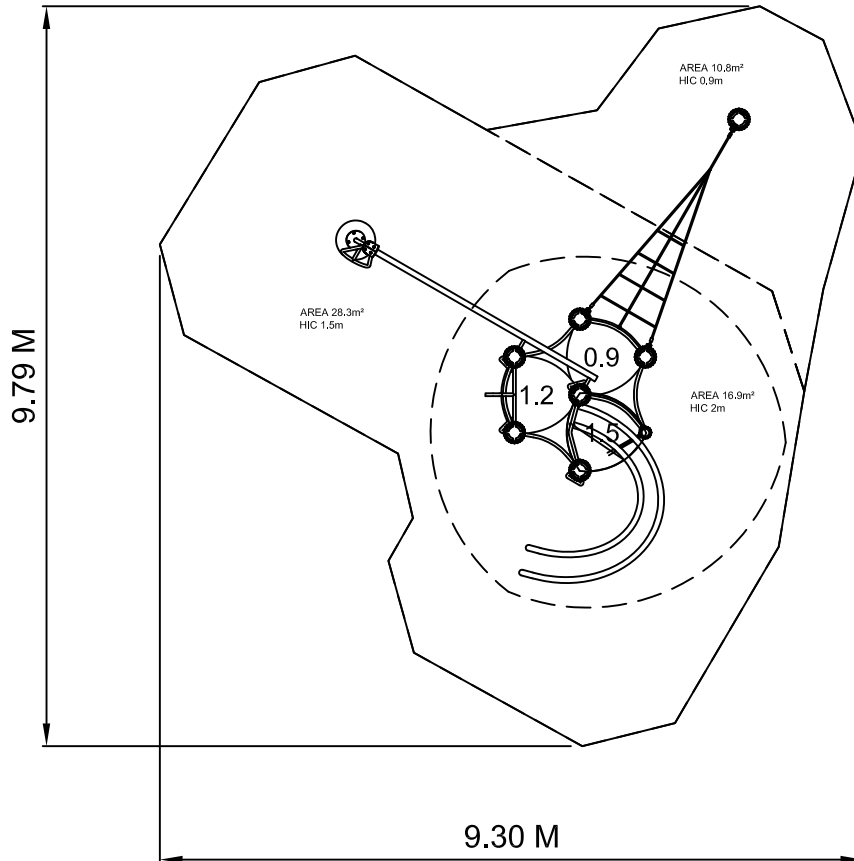 AREA 10.8m²
HIC 0.9m
AREA 28.3m²
HIC 1.5m
0.9
1.2
AREA 16.9m²
HIC 2m
1.5
9.79 M
9.30 M